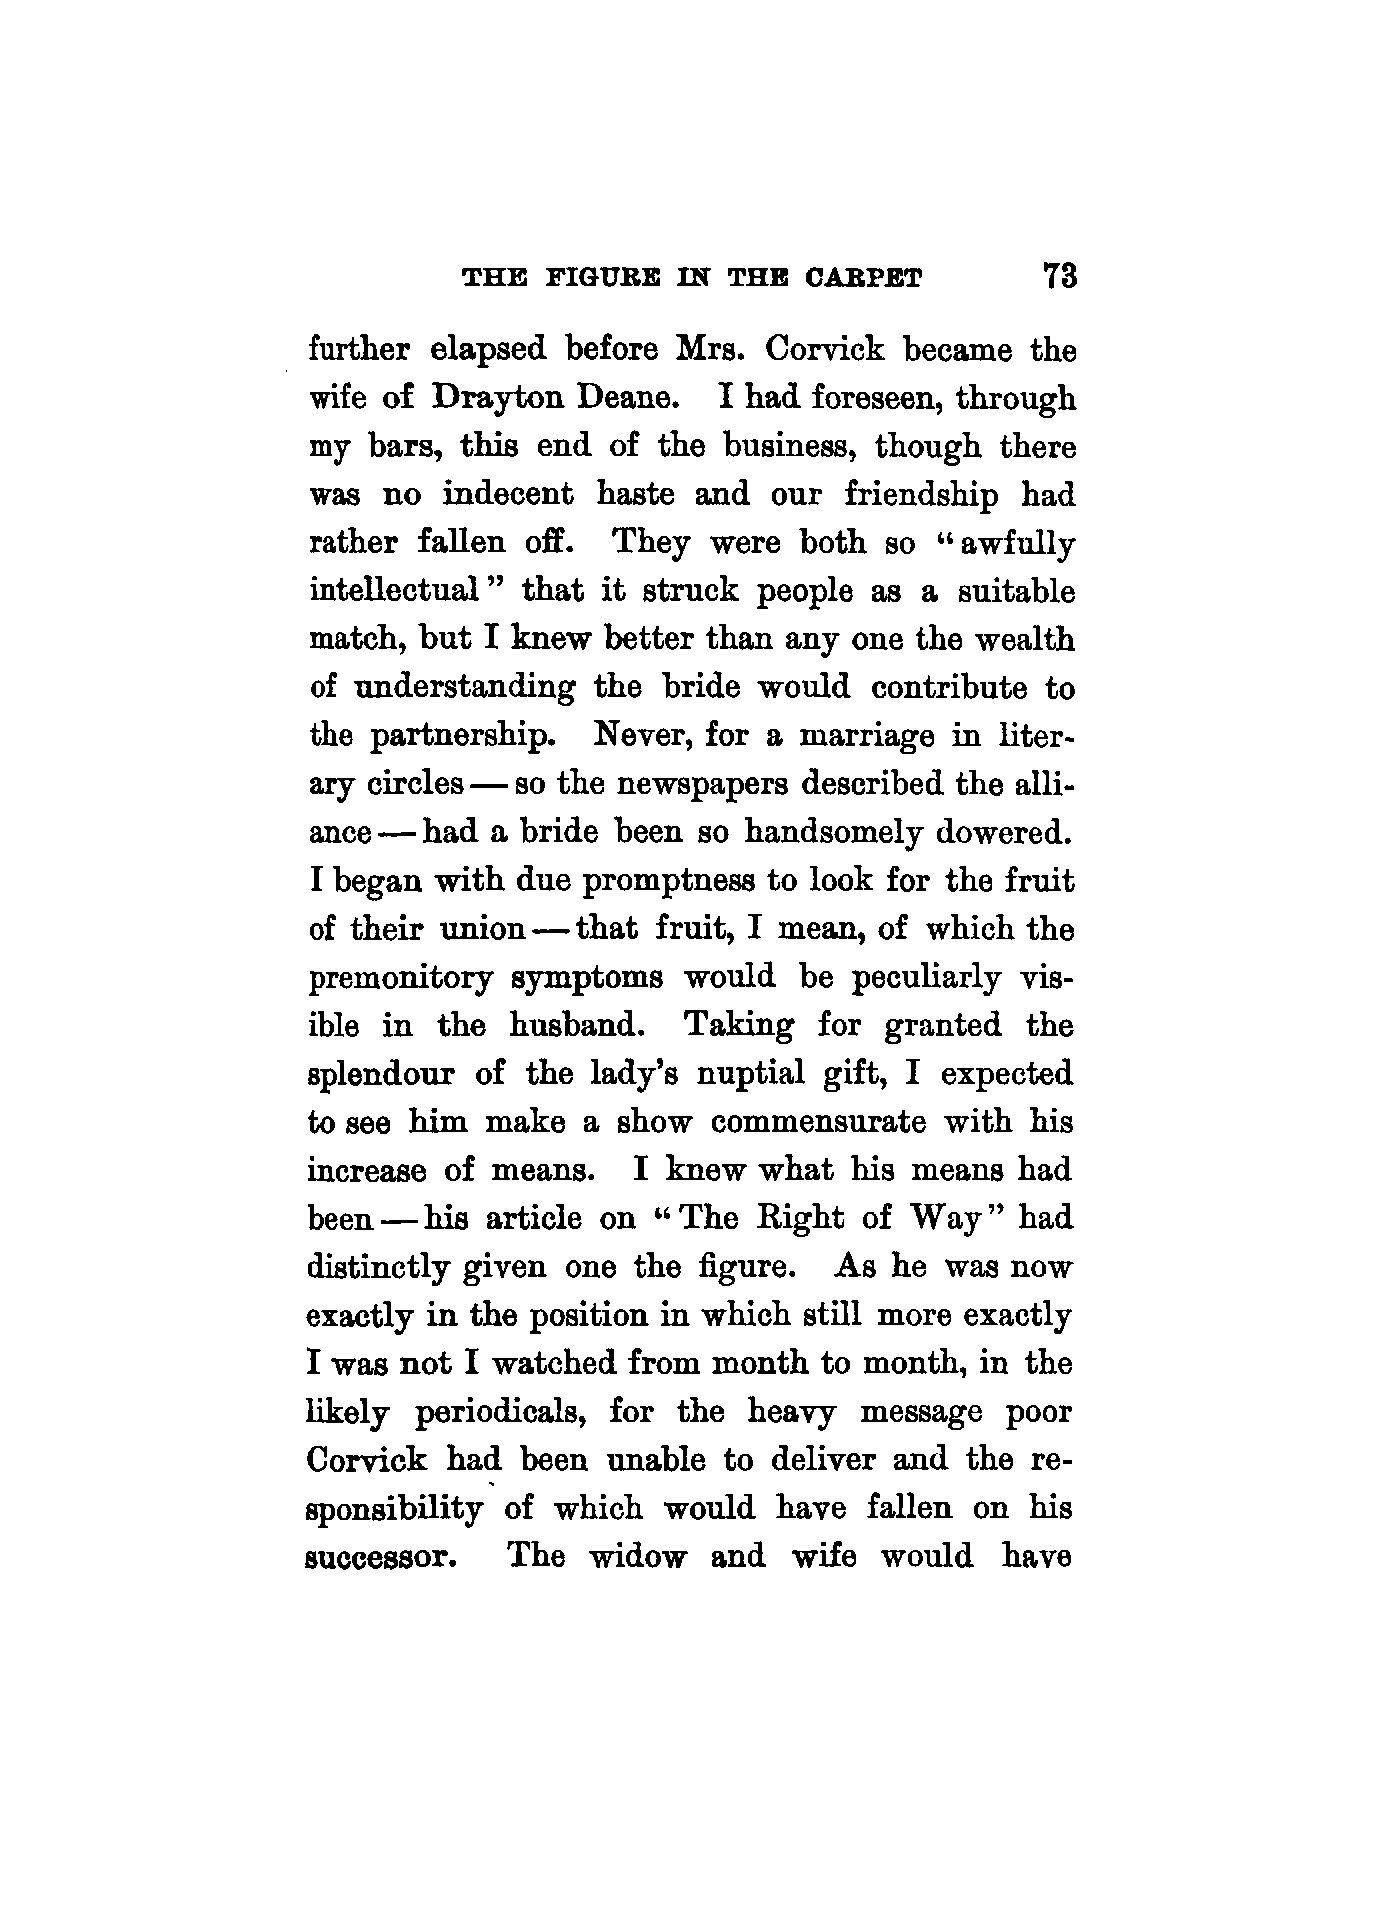 THE FIGURE IN THE CARPET 73
further elapsed before Mrs. Corvick became the
wife of Drayton Deane. I had foreseen, through
my bars, this end of the business, though there
was no indecent haste and our friendship had
rather fallen off. They were both so “awfully
intellectual” that it struck people as a suitable
match, but I knew better than any one the wealth
of understanding the bride would contribute to
the partnership. Never, for a marriage in liter-
ary circles — so the newspapers described the alli-
ance — had a bride been so handsomely dowered.
I began with due promptness to look for the fruit
of their union — that fruit, I mean, of which the
premonitory symptoms would be peculiarly vis-
ible in the husband. Taking for granted the
splendour of the lady’s nuptial gift, I expected
to see him make a show commensurate with his
increase of means. I knew what his means had
been — his article on “The Right of Way” had
distinctly given one the figure. As he was now
exactly in the position in which still more exactly
I was not I watched from month to month, in the
likely periodicals, for the heavy message poor
Corvick had been unable to deliver and the re-
sponsibility of which would have fallen on his
successor. The widow and wife would have